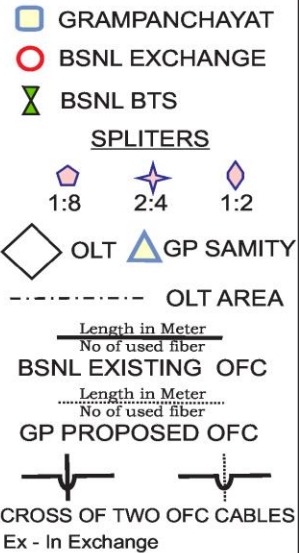 GRAMPANCHAYAT
BSNL EXCHANGE
BSNL BTS
SPLITERS
1:8 2:4 1:2
OLT GP SAMITY
OLT AREA
Length in Meter
No of used fiber
BSNL EXISTING OFC
Length in Meter
No of used fiber
GP PROPOSED OFC
CROSS OF TWO OFC CABLES
Ex - In Exchange